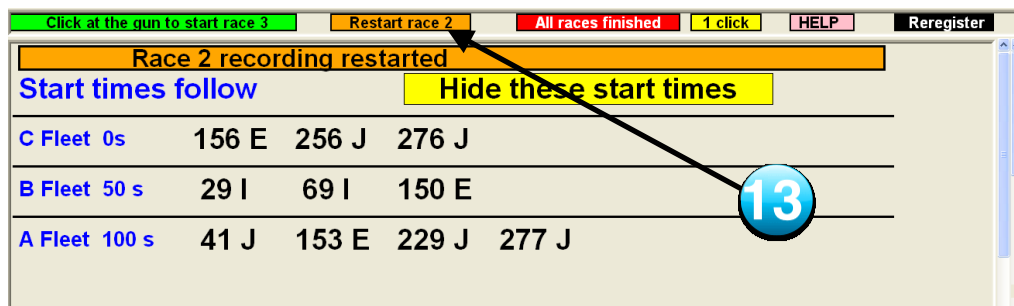 Click at the gun to start race 3 Restart race 2 All races finished 1 click HELP Reregister
Race 2 recording restarted
Start times follow Hide these start times
C Fleet 0s 156 E 256 J 276 J
B Fleet 50 s 29 I 69 I 150 E
13
A Fleet 100 s 41 J 153 E 229 J 277 J